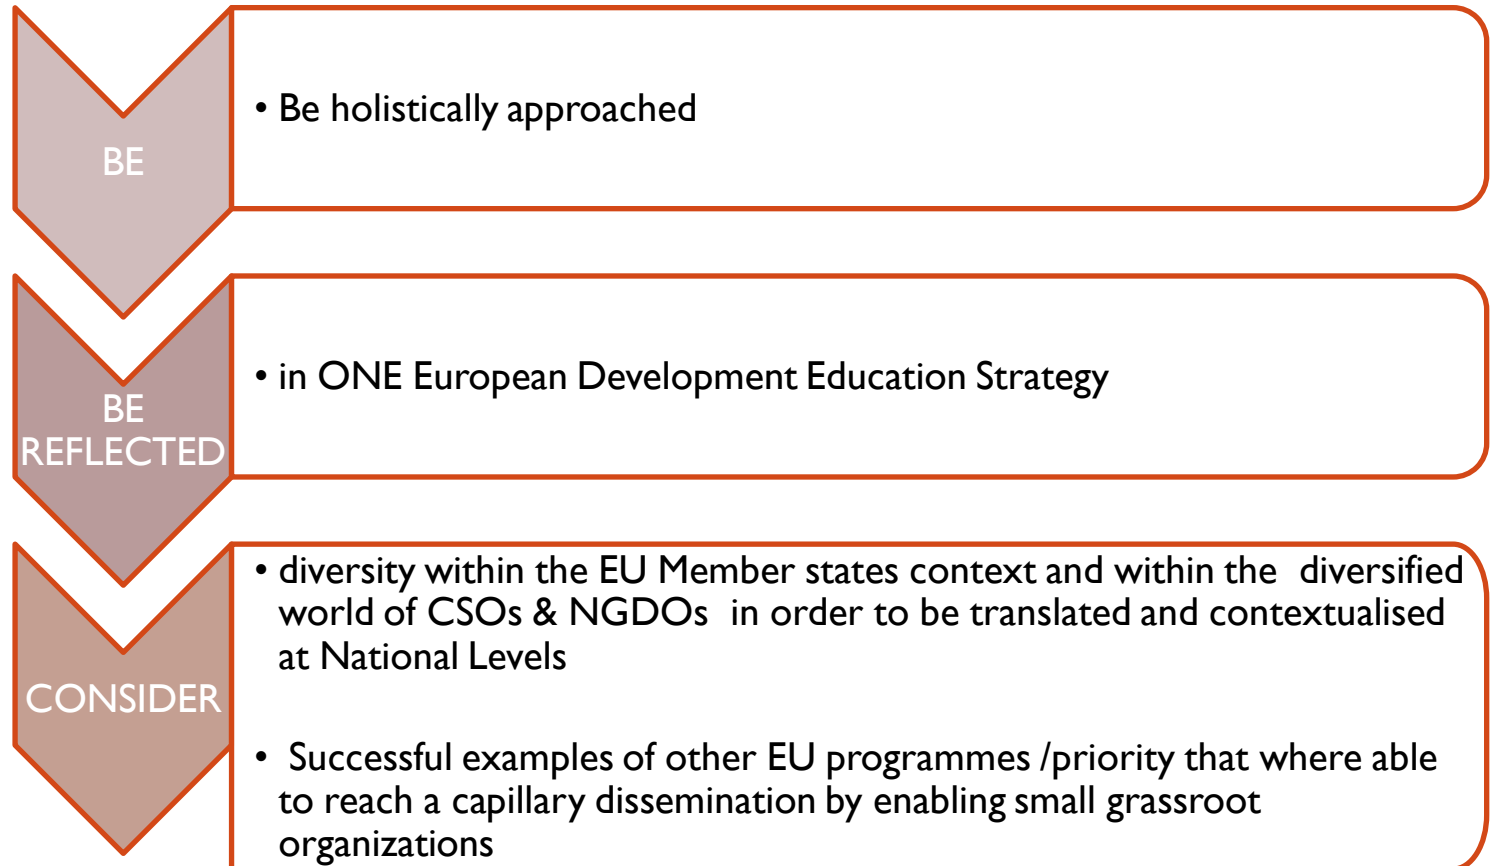 BE
• Be holistically approached
BE
REFLECTED
• in ONE European Development Education Strategy
CONSIDER
• diversity within the EU Member states context and within the diversified
world of CSOs & NGDOs in order to be translated and contextualised
at National Levels
• Successful examples of other EU programmes /priority that where able
to reach a capillary dissemination by enabling small grassroot
organizations